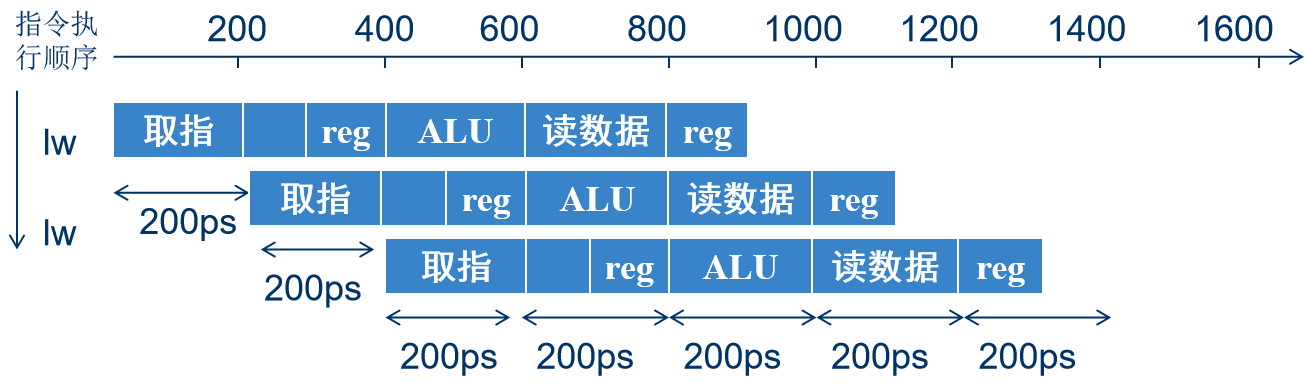 指令执
行顺序
200 400 600 800 1000 1200 1400 1600
lw 取指 reg ALU 读数据 reg
200ps 取指 reg ALU 读数据 reg
lw
200ps 取指 reg ALU 读数据 reg
200ps 200ps 200ps 200ps 200ps